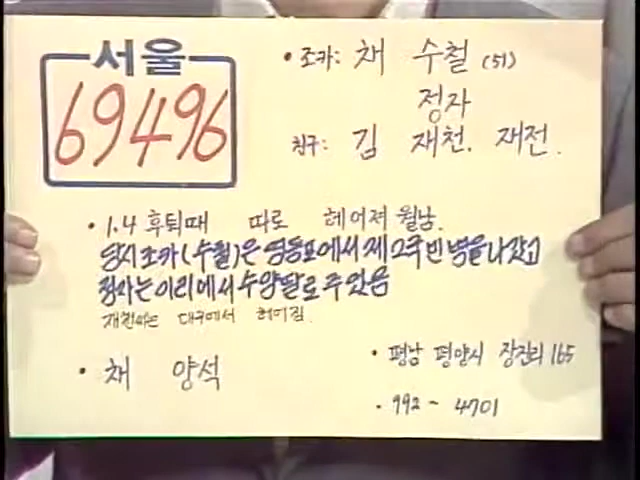 서울
69496
• 조카: 채 수철 (51)
정자
친구: 김 재천. 재전.
• 1.4 후퇴때 따로 헤어져 월남.
당시 조카(수철)은 영등포에서 제2국민병을 나갔고
정자는 이리에서 수양딸로 주었음
대구에서 헤어짐.
• 채 양석
• 평남 평양시 장진리 165
• 992 - 4701